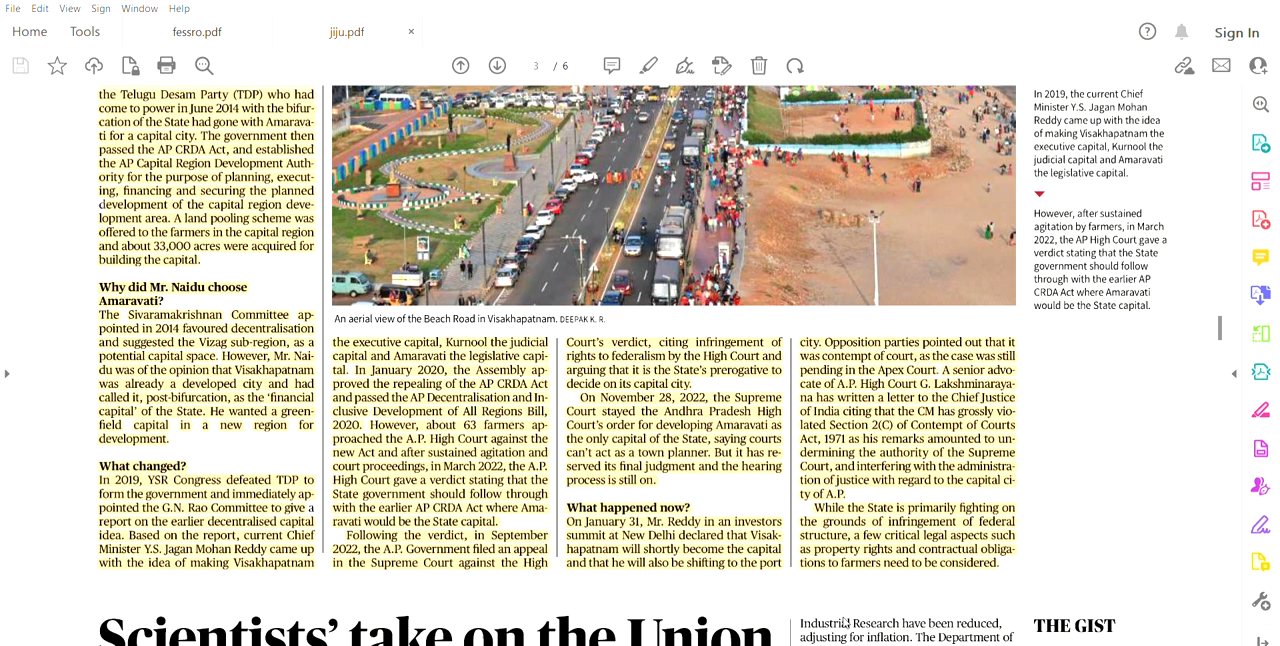 File Edit View Sign Window Help
Home Tools fessro.pdf jiju.pdf × Sign In
3 / 6
the Telugu Desam Party (TDP) who had
come to power in June 2014 with the bifur-
cation of the State had gone with Amarava-
ti for a capital city. The government then
passed the AP CRDA Act, and established
the AP Capital Region Development Auth-
ority for the purpose of planning, execut-
ing, financing and securing the planned
development of the capital region deve-
lopment area. A land pooling scheme was
offered to the farmers in the capital region
and about 33,000 acres were acquired for
building the capital.
Why did Mr. Naidu choose
Amaravati?
The Sivaramakrishnan Committee ap-
pointed in 2014 favoured decentralisation
and suggested the Vizag sub-region, as a
potential capital space. However, Mr. Nai-
du was of the opinion that Visakhapatnam
was already a developed city and had
called it, post-bifurcation, as the ‘financial
capital’ of the State. He wanted a green-
field capital in a new region for
development.
What changed?
In 2019, YSR Congress defeated TDP to
form the government and immediately ap-
pointed the G.N. Rao Committee to give a
report on the earlier decentralised capital
idea. Based on the report, current Chief
Minister Y.S. Jagan Mohan Reddy came up
with the idea of making Visakhapatnam
An aerial view of the Beach Road in Visakhapatnam. DEEPAK K. R.
the executive capital, Kurnool the judicial
capital and Amaravati the legislative capi-
tal. In January 2020, the Assembly ap-
proved the repealing of the AP CRDA Act
and passed the AP Decentralisation and In-
clusive Development of All Regions Bill,
2020. However, about 63 farmers ap-
proached the A.P. High Court against the
new Act and after sustained agitation and
court proceedings, in March 2022, the A.P.
High Court gave a verdict stating that the
State government should follow through
with the earlier AP CRDA Act where Ama-
ravati would be the State capital.
Following the verdict, in September
2022, the A.P. Government filed an appeal
in the Supreme Court against the High
Court’s verdict, citing infringement of
rights to federalism by the High Court and
arguing that it is the State’s prerogative to
decide on its capital city.
On November 28, 2022, the Supreme
Court stayed the Andhra Pradesh High
Court’s order for developing Amaravati as
the only capital of the State, saying courts
can’t act as a town planner. But it has re-
served its final judgment and the hearing
process is still on.
What happened now?
On January 31, Mr. Reddy in an investors
summit at New Delhi declared that Visak-
hapatnam will shortly become the capital
and that he will also be shifting to the port
city. Opposition parties pointed out that it
was contempt of court, as the case was still
pending in the Apex Court. A senior advo-
cate of A.P. High Court G. Lakshminaraya-
na has written a letter to the Chief Justice
of India citing that the CM has grossly vio-
lated Section 2(C) of Contempt of Courts
Act, 1971 as his remarks amounted to un-
dermining the authority of the Supreme
Court, and interfering with the administra-
tion of justice with regard to the capital ci-
ty of A.P.
While the State is primarily fighting on
the grounds of infringement of federal
structure, a few critical legal aspects such
as property rights and contractual obliga-
tions to farmers need to be considered.
In 2019, the current Chief
Minister Y.S. Jagan Mohan
Reddy came up with the idea
of making Visakhapatnam the
executive capital, Kurnool the
judicial capital and Amaravati
the legislative capital.
However, after sustained
agitation by farmers, in March
2022, the AP High Court gave a
verdict stating that the State
government should follow
through with the earlier AP
CRDA Act where Amaravati
would be the State capital.
Scientists’ take on the Union
Industrial Research have been reduced,
adjusting for inflation. The Department of
THE GIST